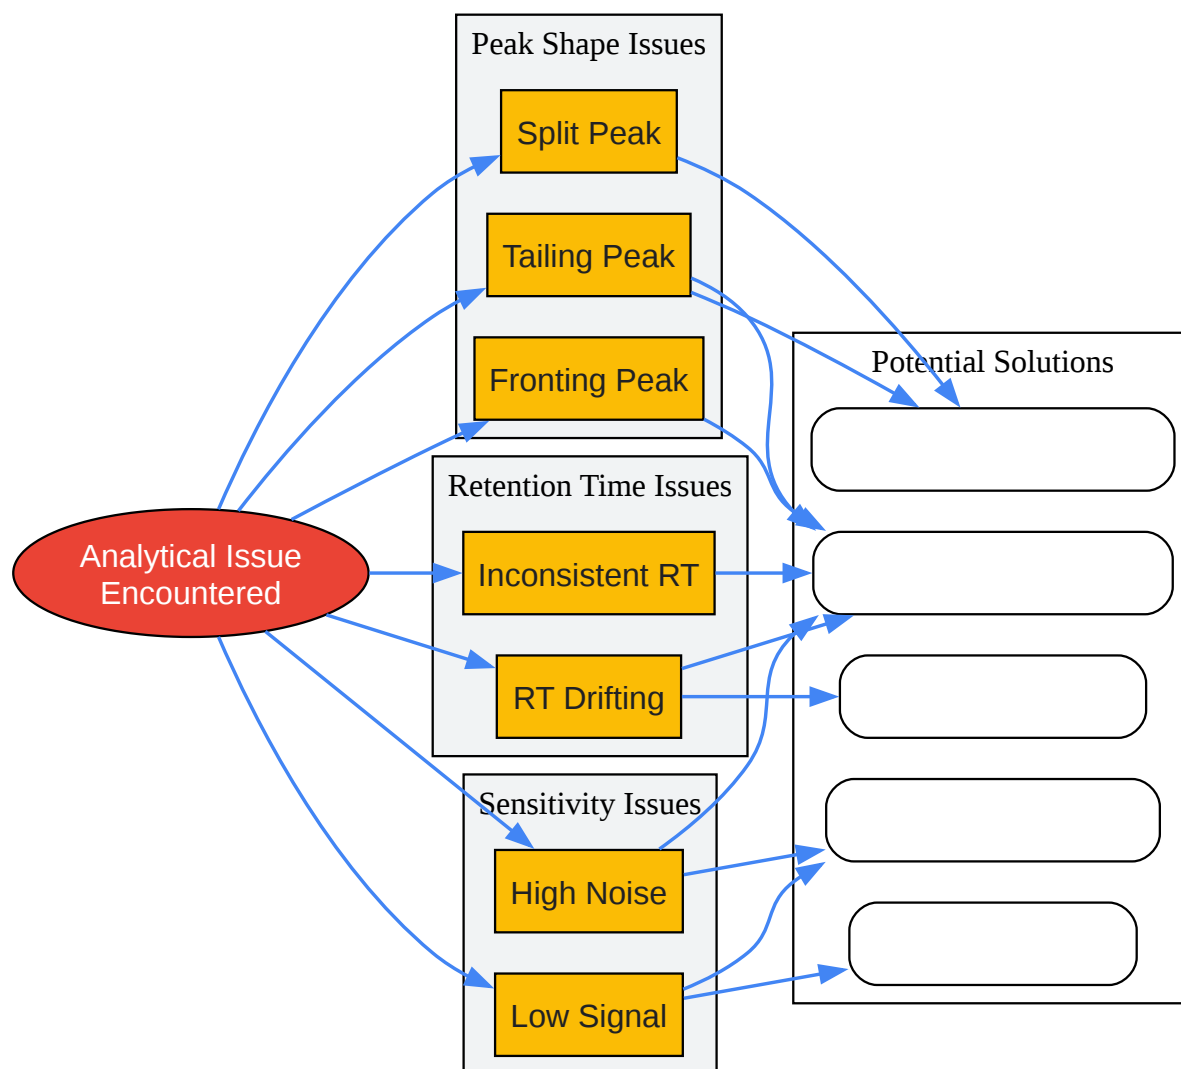 Peak Shape Issues
Split Peak
Tailing Peak
Fronting Peak
Analytical Issue
Encountered
Retention Time Issues
Inconsistent RT
RT Drifting
Sensitivity Issues
High Noise
Low Signal
Potential Solutions